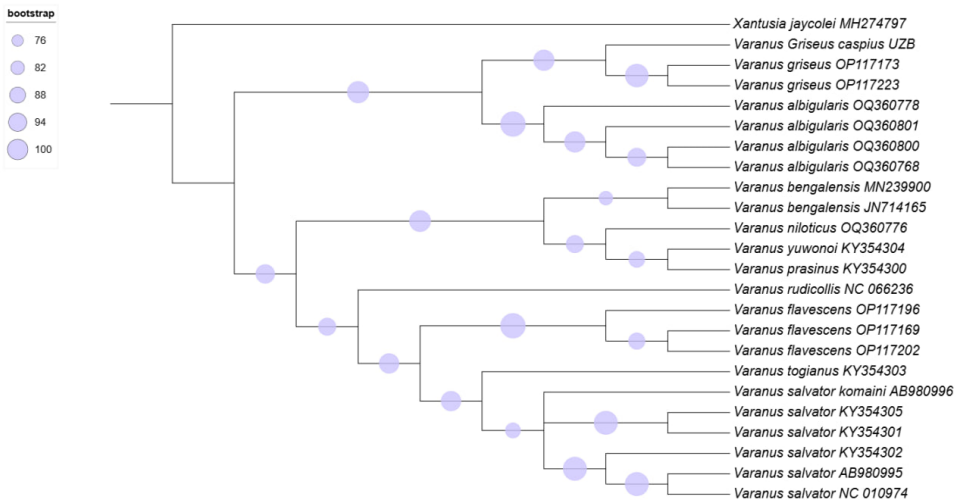 bootstrap
76
82
88
94
100
Xantusia jaycolei MH274797
Varanus Griseus caspius UZB
Varanus griseus OP117173
Varanus griseus OP117223
Varanus albigularis OQ360778
Varanus albigularis OQ360801
Varanus albigularis OQ360800
Varanus albigularis OQ360768
Varanus bengalensis MN239900
Varanus bengalensis JN714165
Varanus niloticus OQ360776
Varanus yuwonoi KY354304
Varanus prasinus KY354300
Varanus rudicollis NC 066236
Varanus flavescens OP117196
Varanus flavescens OP117169
Varanus flavescens OP117202
Varanus togianus KY354303
Varanus salvator komaini AB980996
Varanus salvator KY354305
Varanus salvator KY354301
Varanus salvator KY354302
Varanus salvator AB980995
Varanus salvator NC 010974